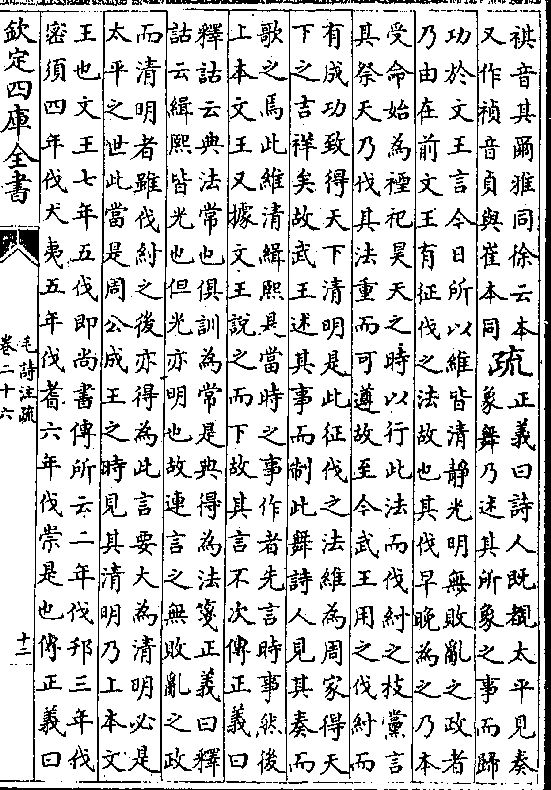 祺音其爾雅同徐云本
又作禎音貞與崔本同
疏
正義曰詩人既觀太平見奏
象舞乃述其所象之事而歸
功於文王言今日所以維皆清静光明無敗亂之政者
乃由在前文王有征伐之法故也其伐早晚為之乃本
受命始為禋祀昊天之時以行此法而伐紂之枝黨言
其祭天乃伐其法重而可遵故至今武王用之伐紂而
有成功致得天下清明是此征伐之法維為周家得天
下之吉祥矣故武王述其事而制此舞詩人見其奏而
歌之焉此維清緝熙是當時之事作者先言時事然後
上本文王又據文王說之而下故其言不次傳正義曰
釋詁云典法常也俱訓為常是典得為法箋正義曰釋
詁云緝熙皆光也但光亦明也故連言之無敗亂之政
而清明者雖伐紂之後亦得為此言要大為清明必是
太平之世此當是周公成王之時見其清明乃上本文
王也文王七年五伐即尚書傳所云二年伐邘三年伐
密須四年伐犬夷五年伐耆六年伐崇是也傳正義曰
欽定四庫全書
毛詩注疏
卷二十六
十二